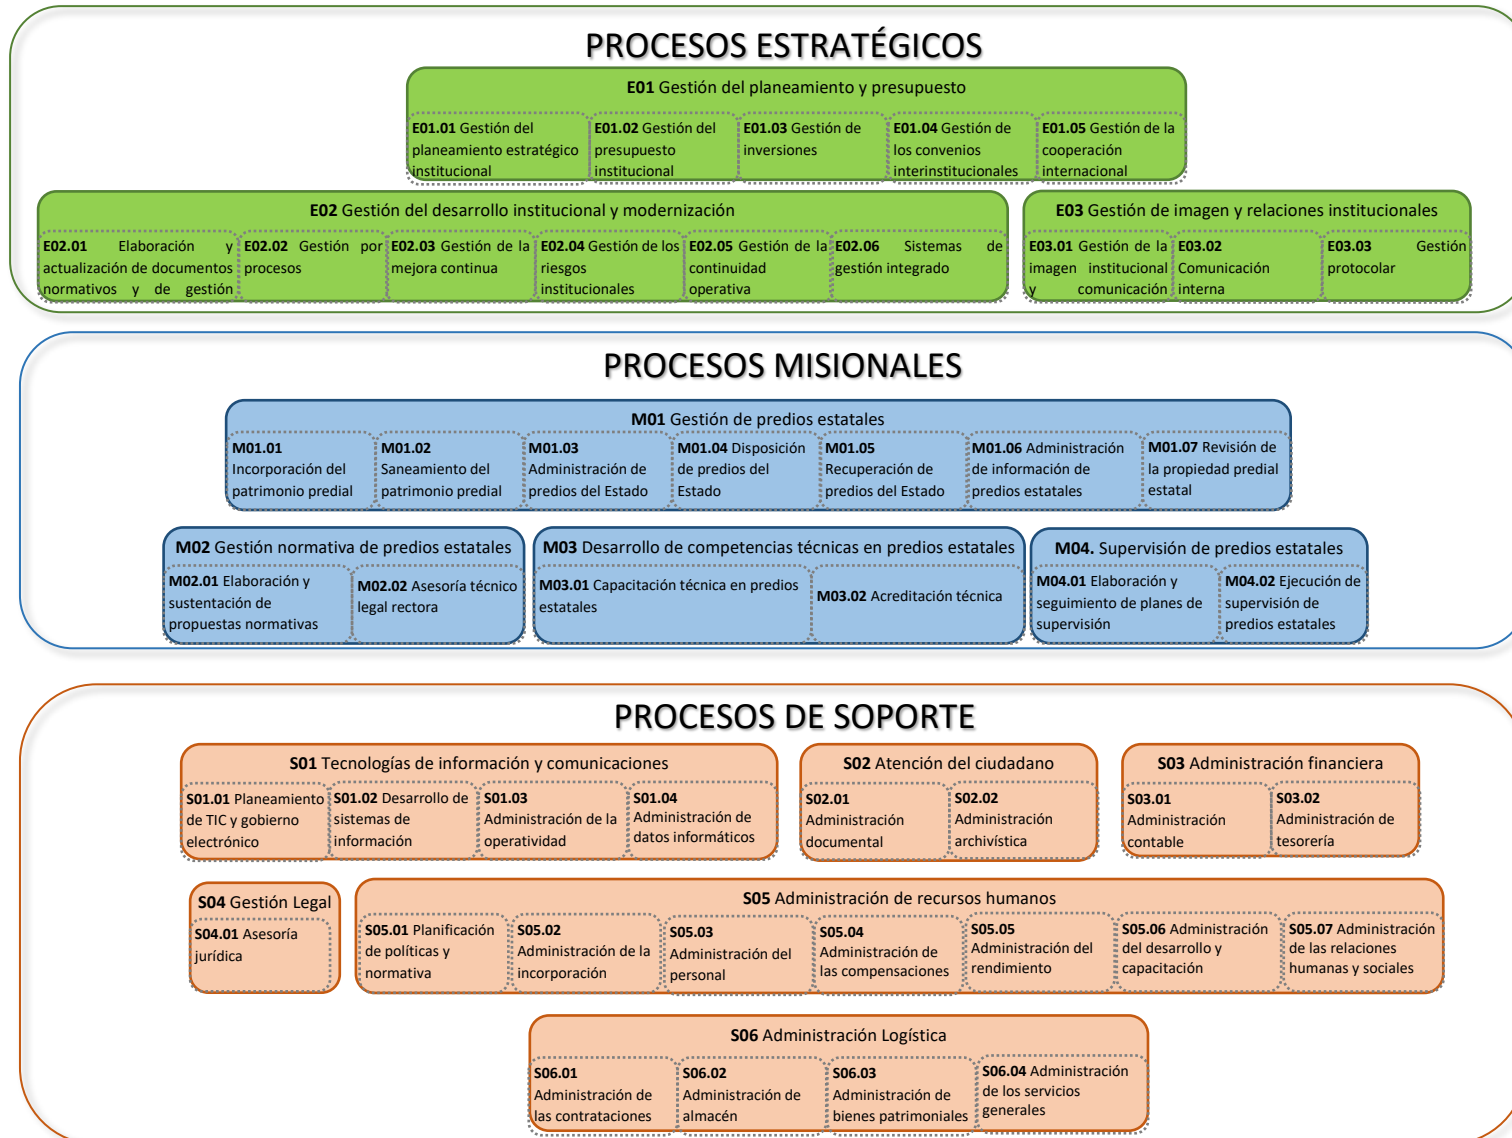 PROCESOS ESTRATÉGICOS
E01 Gestión del planeamiento y presupuesto
E01.01 Gestión del
planeamiento estratégico
institucional
E01.02 Gestión del
presupuesto
institucional
E01.03 Gestión de
inversiones
E01.04 Gestión de
los convenios
interinstitucionales
E01.05 Gestión de la
cooperación
internacional
E02 Gestión del desarrollo institucional y modernización
E02.01 Elaboración y
actualización de documentos
normativos y de gestión
E02.02 Gestión por
procesos
E02.03 Gestión de la
mejora continua
E02.04 Gestión de los
riesgos
institucionales
E02.05 Gestión de la
continuidad
operativa
E02.06 Sistemas de
gestión integrado
E03 Gestión de imagen y relaciones institucionales
E03.01 Gestión de la
imagen institucional
y comunicación
E03.02
Comunicación
interna
E03.03 Gestión
protocolar
PROCESOS MISIONALES
M01 Gestión de predios estatales
M01.01
Incorporación del
patrimonio predial
M01.02
Saneamiento del
patrimonio predial
M01.03
Administración de
predios del Estado
M01.04 Disposición
de predios del
Estado
M01.05
Recuperación de
predios del Estado
M01.06 Administración
de información de
predios estatales
M01.07 Revisión de
la propiedad predial
estatal
M02 Gestión normativa de predios estatales
M02.01 Elaboración y
sustentación de
propuestas normativas
M02.02 Asesoría técnico
legal rectora
M03 Desarrollo de competencias técnicas en predios estatales
M03.01 Capacitación técnica en predios
estatales
M03.02 Acreditación técnica
M04. Supervisión de predios estatales
M04.01 Elaboración y
seguimiento de planes de
supervisión
M04.02 Ejecución de
supervisión de
predios estatales
PROCESOS DE SOPORTE
S01 Tecnologías de información y comunicaciones
S01.01 Planeamiento
de TIC y gobierno
electrónico
S01.02 Desarrollo de
sistemas de
información
S01.03
Administración de la
operatividad
S01.04
Administración de
datos informáticos
S02 Atención del ciudadano
S02.01
Administración
documental
S02.02
Administración
archivística
S03 Administración financiera
S03.01
Administración
contable
S03.02
Administración de
tesorería
S04 Gestión Legal
S04.01 Asesoría
jurídica
S05 Administración de recursos humanos
S05.01 Planificación
de políticas y
normativa
S05.02
Administración de la
incorporación
S05.03
Administración del
personal
S05.04
Administración de
las compensaciones
S05.05
Administración del
rendimiento
S05.06 Administración
del desarrollo y
capacitación
S05.07 Administración
de las relaciones
humanas y sociales
S06 Administración Logística
S06.01
Administración de
las contrataciones
S06.02
Administración de
almacén
S06.03
Administración de
bienes patrimoniales
S06.04 Administración
de los servicios
generales